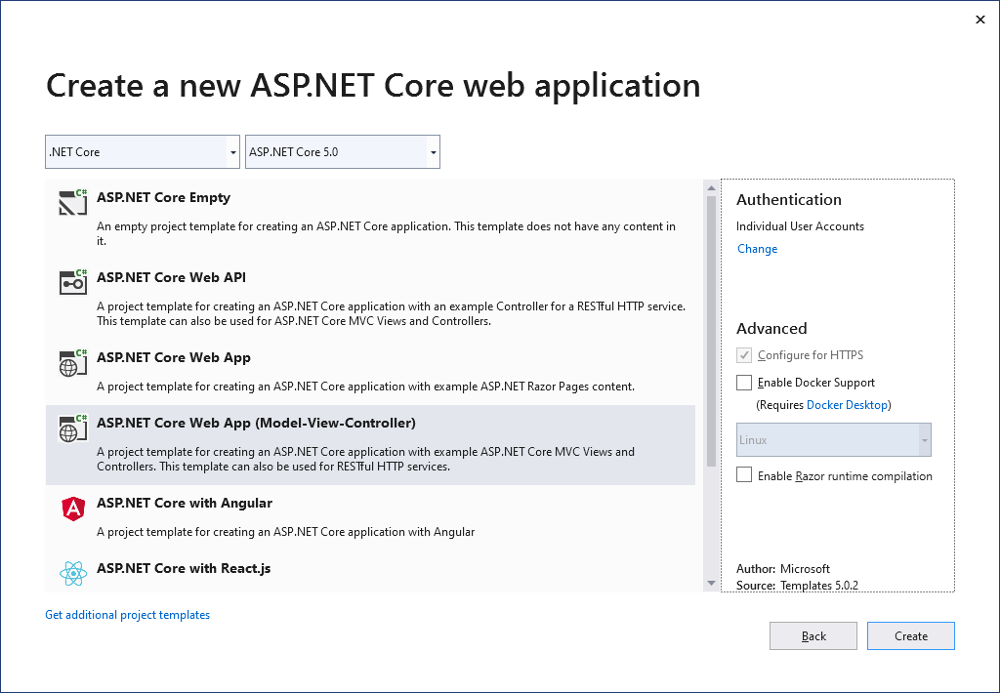 Create a new ASP.NET Core web application
.NET Core
ASP.NET Core 5.0
C#
ASP.NET Core Empty
An empty project template for creating an ASP.NET Core application. This template does not have any content in
it.
C#
ASP.NET Core Web API
A project template for creating an ASP.NET Core application with an example Controller for a RESTful HTTP service.
This template can also be used for ASP.NET Core MVC Views and Controllers.
C#
ASP.NET Core Web App
A project template for creating an ASP.NET Core application with example ASP.NET Razor Pages content.
C#
ASP.NET Core Web App (Model-View-Controller)
A project template for creating an ASP.NET Core application with example ASP.NET Core MVC Views and
Controllers. This template can also be used for RESTful HTTP services.
A
ASP.NET Core with Angular
A project template for creating an ASP.NET Core application with Angular
ASP.NET Core with React.js
Get additional project templates
Authentication
Individual User Accounts
Change
Advanced
Configure for HTTPS
Enable Docker Support
(Requires Docker Desktop)
Linux
Enable Razor runtime compilation
Author: Microsoft
Source: Templates 5.0.2
Back
Create